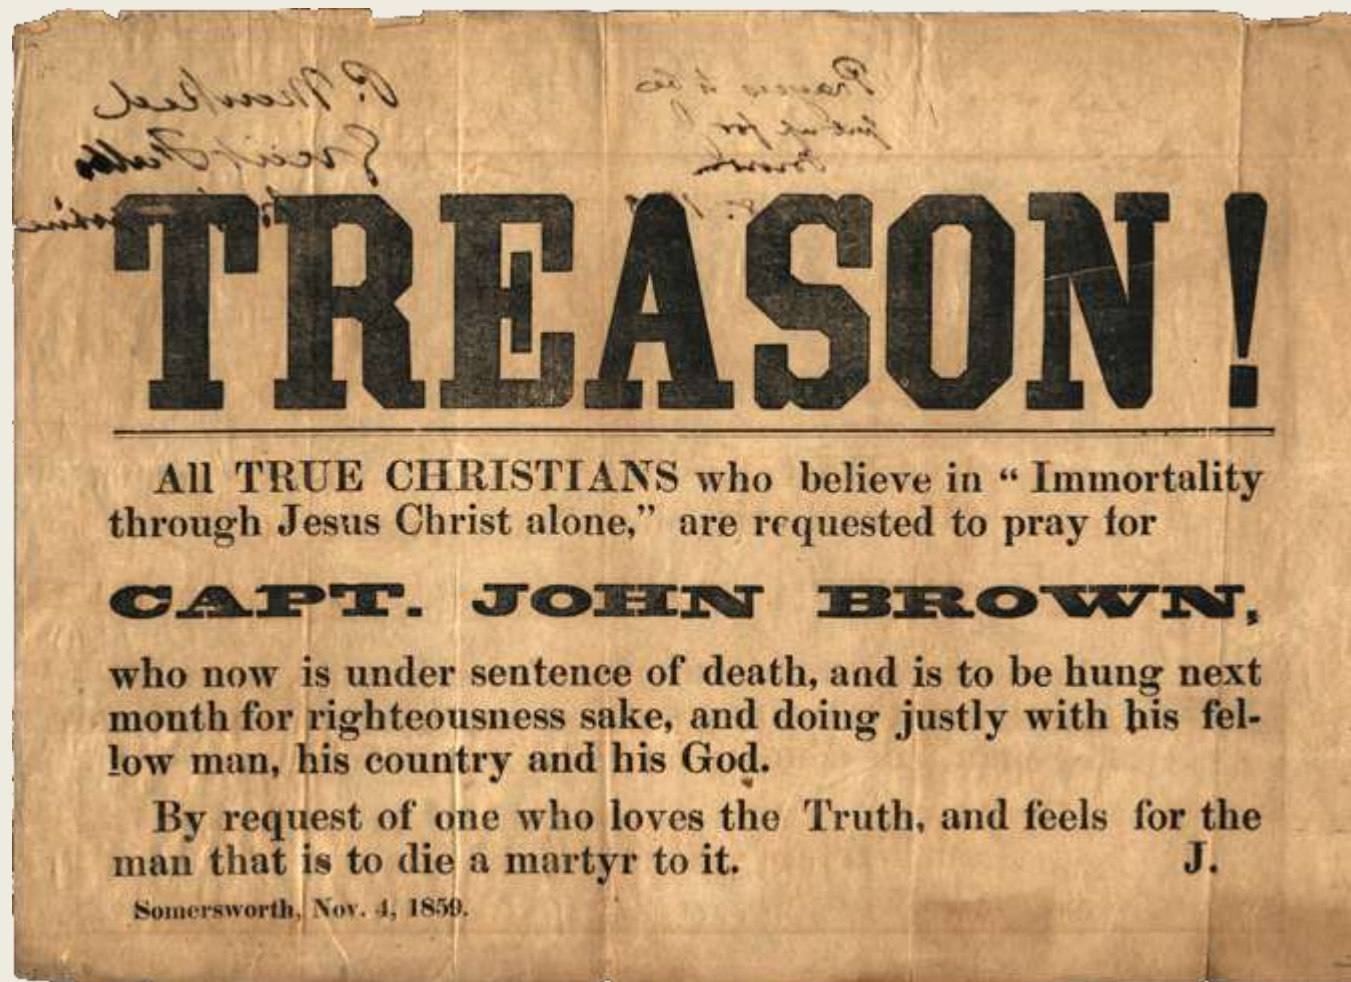 TREASON!
All TRUE CHRISTIANS who believe in “ Immortality
through Jesus Christ alone,” are requested to pray for
CAPT. JOHN BROWN,
who now is under sentence of death, and is to be hung next
month for righteousness sake, and doing justly with his fel-
low man, his country and his God.
By request of one who loves the Truth, and feels for the
man that is to die a martyr to it. J.
Somersworth, Nov. 4, 1859.